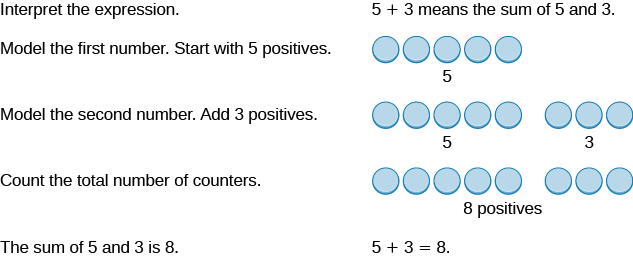 Interpret the expression. 5 + 3 means the sum of 5 and 3.
Model the first number. Start with 5 positives.
5
Model the second number. Add 3 positives.
5 3
Count the total number of counters.
8 positives
The sum of 5 and 3 is 8. 5 + 3 = 8.